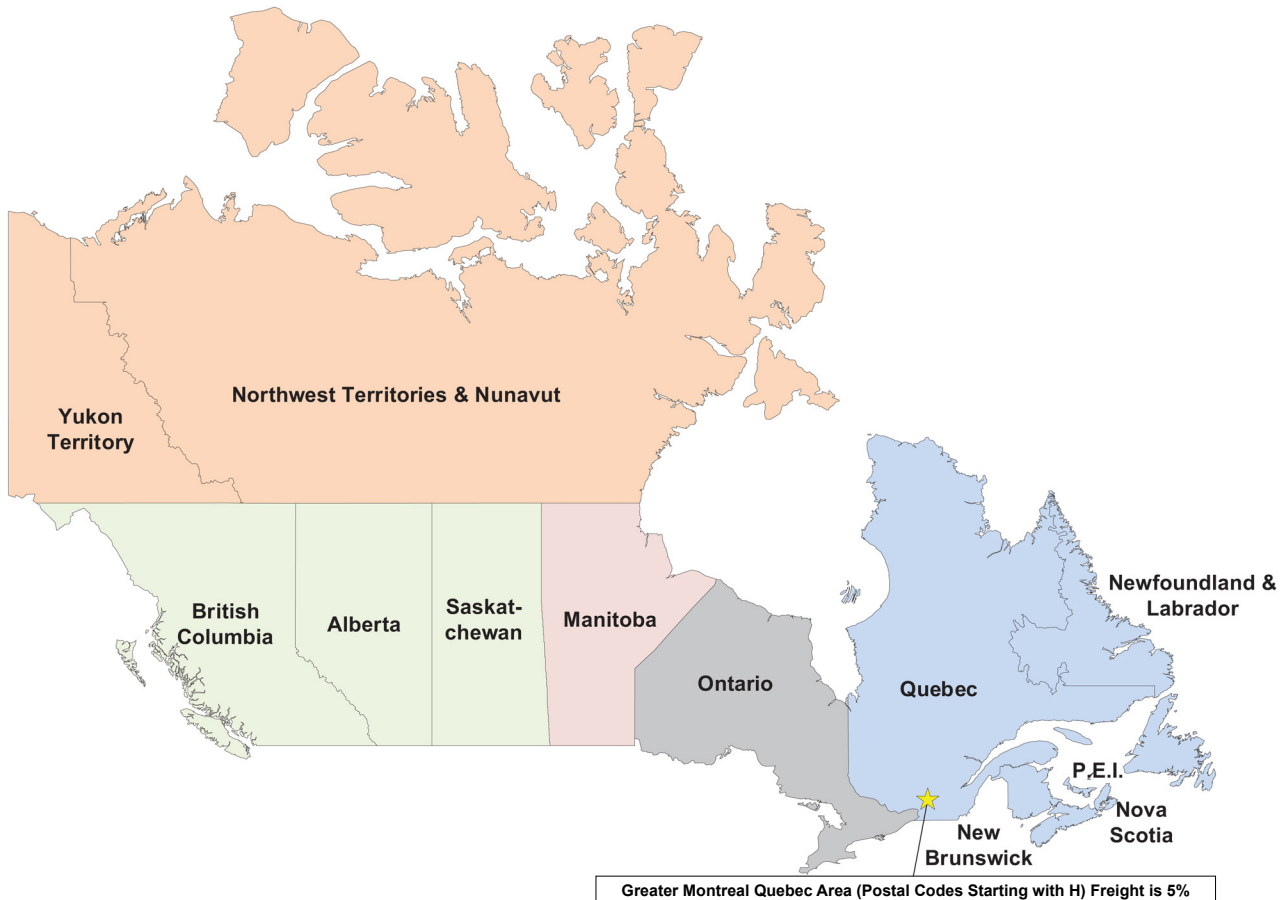 Northwest Territories & Nunavut
Yukon
Territory
British
Columbia
Alberta
Saskat-
chewan
Manitoba
Ontario
Quebec
Newfoundland &
Labrador
P.E.I.
Nova
Scotia
New
Brunswick
Greater Montreal Quebec Area (Postal Codes Starting with H) Freight is 5%